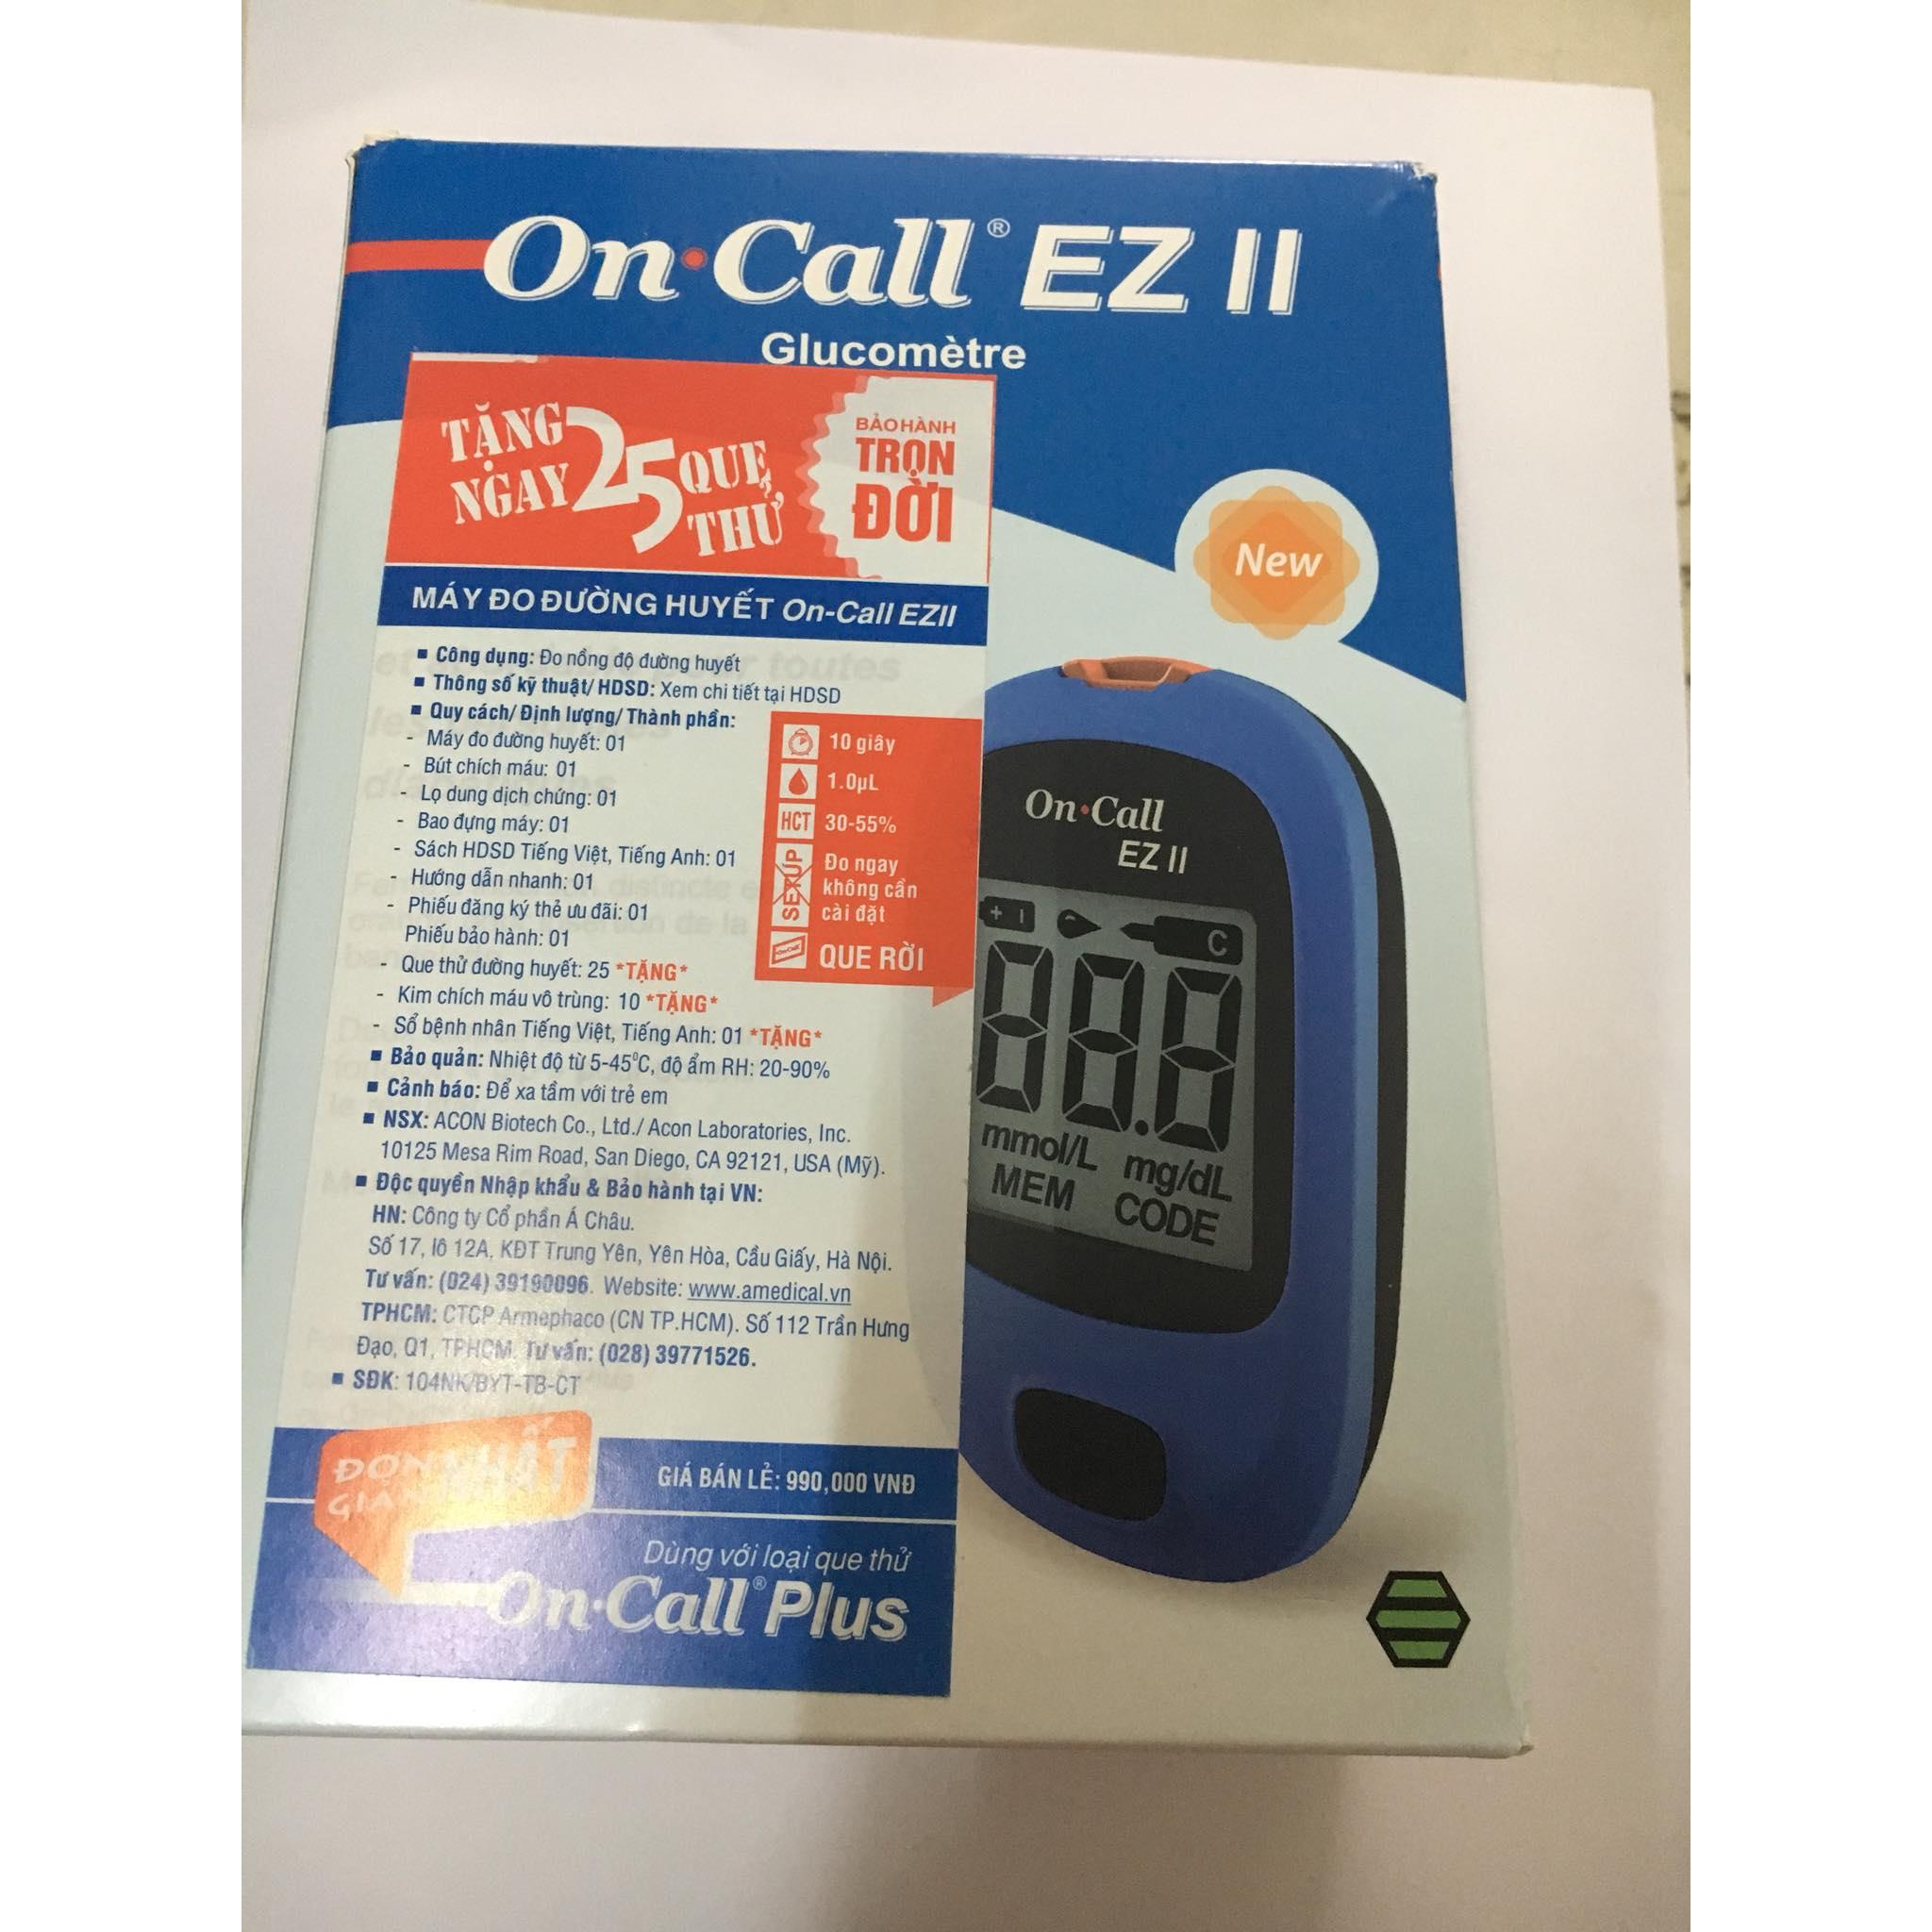 On·Call® EZ II
Glucomètre
TẶNG NGAY 25 QUE THỬ
BẢO HÀNH
TRỌN
ĐỜI
New
MÁY ĐO ĐƯỜNG HUYẾT On-Call EZII
▪ Công dụng: Đo nồng độ đường huyết
▪ Thông số kỹ thuật/ HDSD: Xem chi tiết tại HDSD
▪ Quy cách/ Định lượng/ Thành phần:
- Máy đo đường huyết: 01
- Bút chích máu: 01
- Lọ dung dịch chứng: 01
- Bao đựng máy: 01
- Sách HDSD Tiếng Việt, Tiếng Anh: 01
- Hướng dẫn nhanh: 01
- Phiếu đăng ký thẻ ưu đãi: 01
Phiếu bảo hành: 01
- Que thử đường huyết: 25 *TẶNG*
- Kim chích máu vô trùng: 10 *TẶNG*
- Sổ bệnh nhân Tiếng Việt, Tiếng Anh: 01 *TẶNG*
10 giây
1.0µL
HCT 30-55%
SETUP
Đo ngay
không cần
cài đặt
QUE RỜI
▪ Bảo quản: Nhiệt độ từ 5-45⁰C, độ ẩm RH: 20-90%
▪ Cảnh báo: Để xa tầm với trẻ em
▪ NSX: ACON Biotech Co., Ltd./ Acon Laboratories, Inc.
10125 Mesa Rim Road, San Diego, CA 92121, USA (Mỹ).
▪ Độc quyền Nhập khẩu & Bảo hành tại VN:
HN: Công ty Cổ phần Á Châu.
Số 17, lô 12A, KĐT Trung Yên, Yên Hòa, Cầu Giấy, Hà Nội.
Tư vấn: (024) 39190096. Website: www.amedical.vn
TPHCM: CTCP Armephaco (CN TP.HCM). Số 112 Trần Hưng
Đạo, Q1, TPHCM. Tư vấn: (028) 39771526.
▪ SĐK: 104NK/BYT-TB-CT
GIÁ BÁN LẺ: 990,000 VNĐ
Dùng với loại que thử
On·Call® Plus
On·Call
EZ II
C
88.8
mmol/L mg/dL
MEM CODE